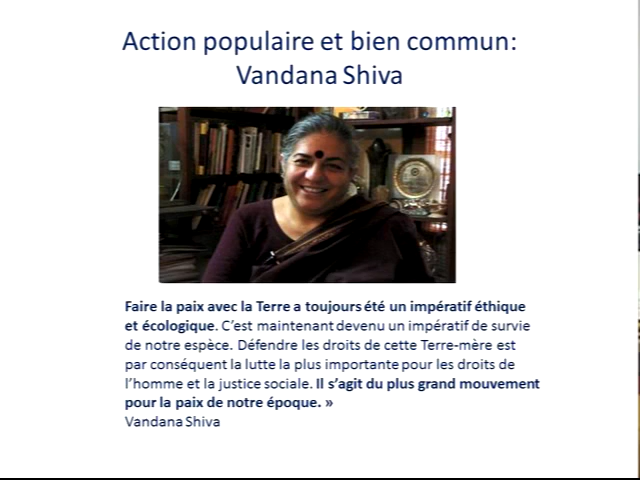 Action populaire et bien commun:
Vandana Shiva
Faire la paix avec la Terre a toujours été un impératif éthique
et écologique. C’est maintenant devenu un impératif de survie
de notre espèce. Défendre les droits de cette Terre-mère est
par conséquent la lutte la plus importante pour les droits de
l’homme et la justice sociale. Il s’agit du plus grand mouvement
pour la paix de notre époque. »
Vandana Shiva